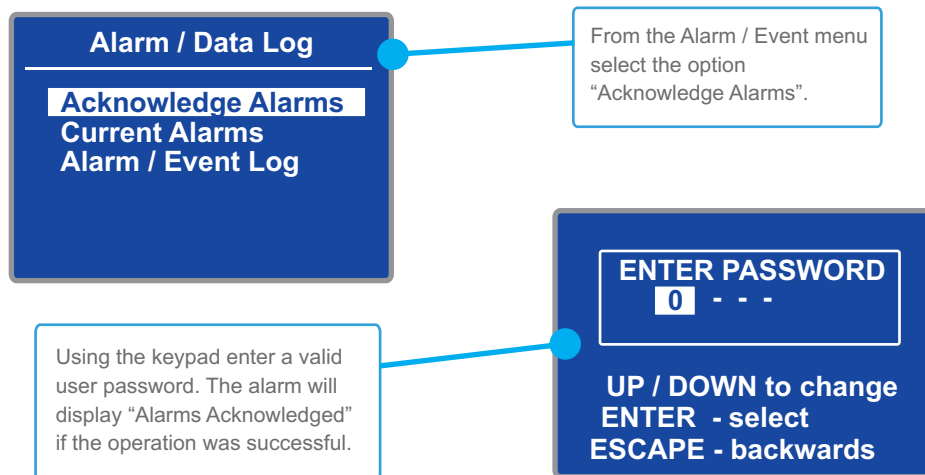 Alarm / Data Log
Acknowledge Alarms
Current Alarms
Alarm / Event Log
From the Alarm / Event menu
select the option
“Acknowledge Alarms”.
ENTER PASSWORD
0 - - -
UP / DOWN to change
ENTER - select
ESCAPE - backwards
Using the keypad enter a valid
user password. The alarm will
display “Alarms Acknowledged”
if the operation was successful.